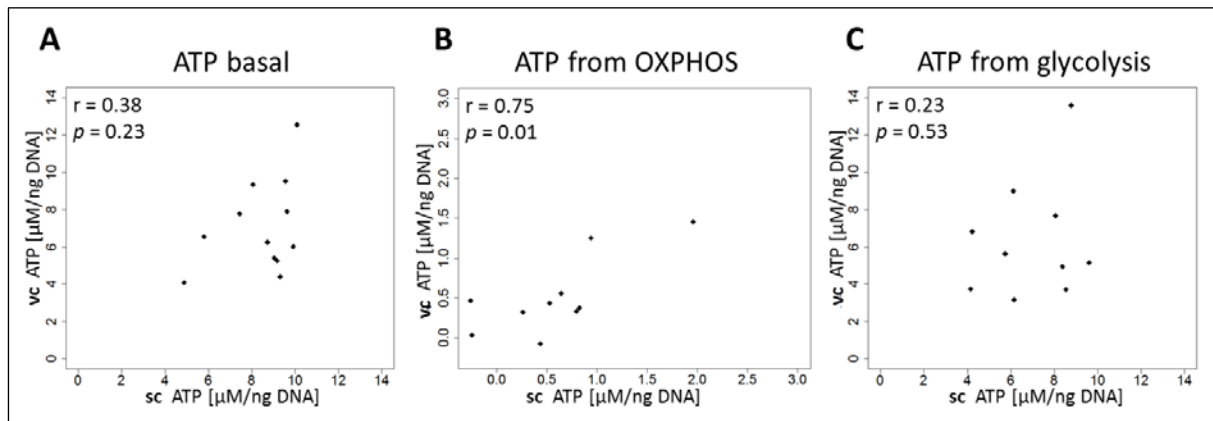 A
ATP basal
r = 0.38
p = 0.23
14
12
10
8
6
4
2
0
vc ATP [µM/ng DNA]
0 2 4 6 8 10 12 14
sc ATP [µM/ng DNA]
B
ATP from OXPHOS
r = 0.75
p = 0.01
3.0
2.5
2.0
1.5
1.0
0.5
0.0
vc ATP [µM/ng DNA]
0.0 0.5 1.0 1.5 2.0 2.5 3.0
sc ATP [µM/ng DNA]
C
ATP from glycolysis
r = 0.23
p = 0.53
14
12
10
8
6
4
2
0
vc ATP [µM/ng DNA]
0 2 4 6 8 10 12 14
sc ATP [µM/ng DNA]